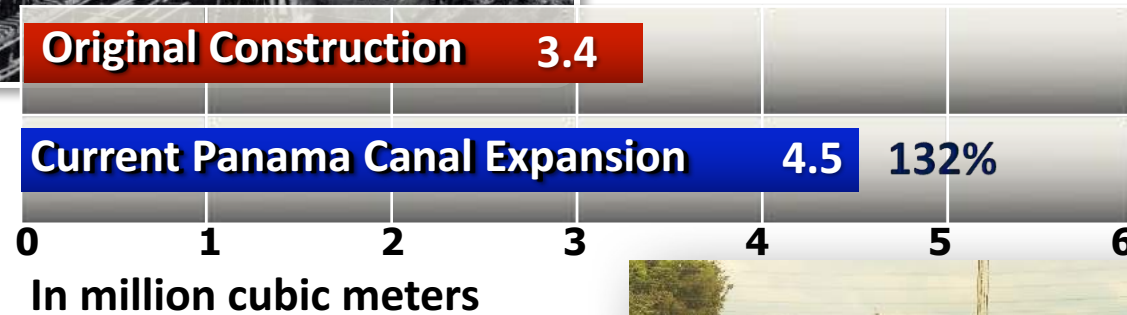 Original Construction 3.4
Current Panama Canal Expansion 4.5 132%
0 1 2 3 4 5 6
In million cubic meters